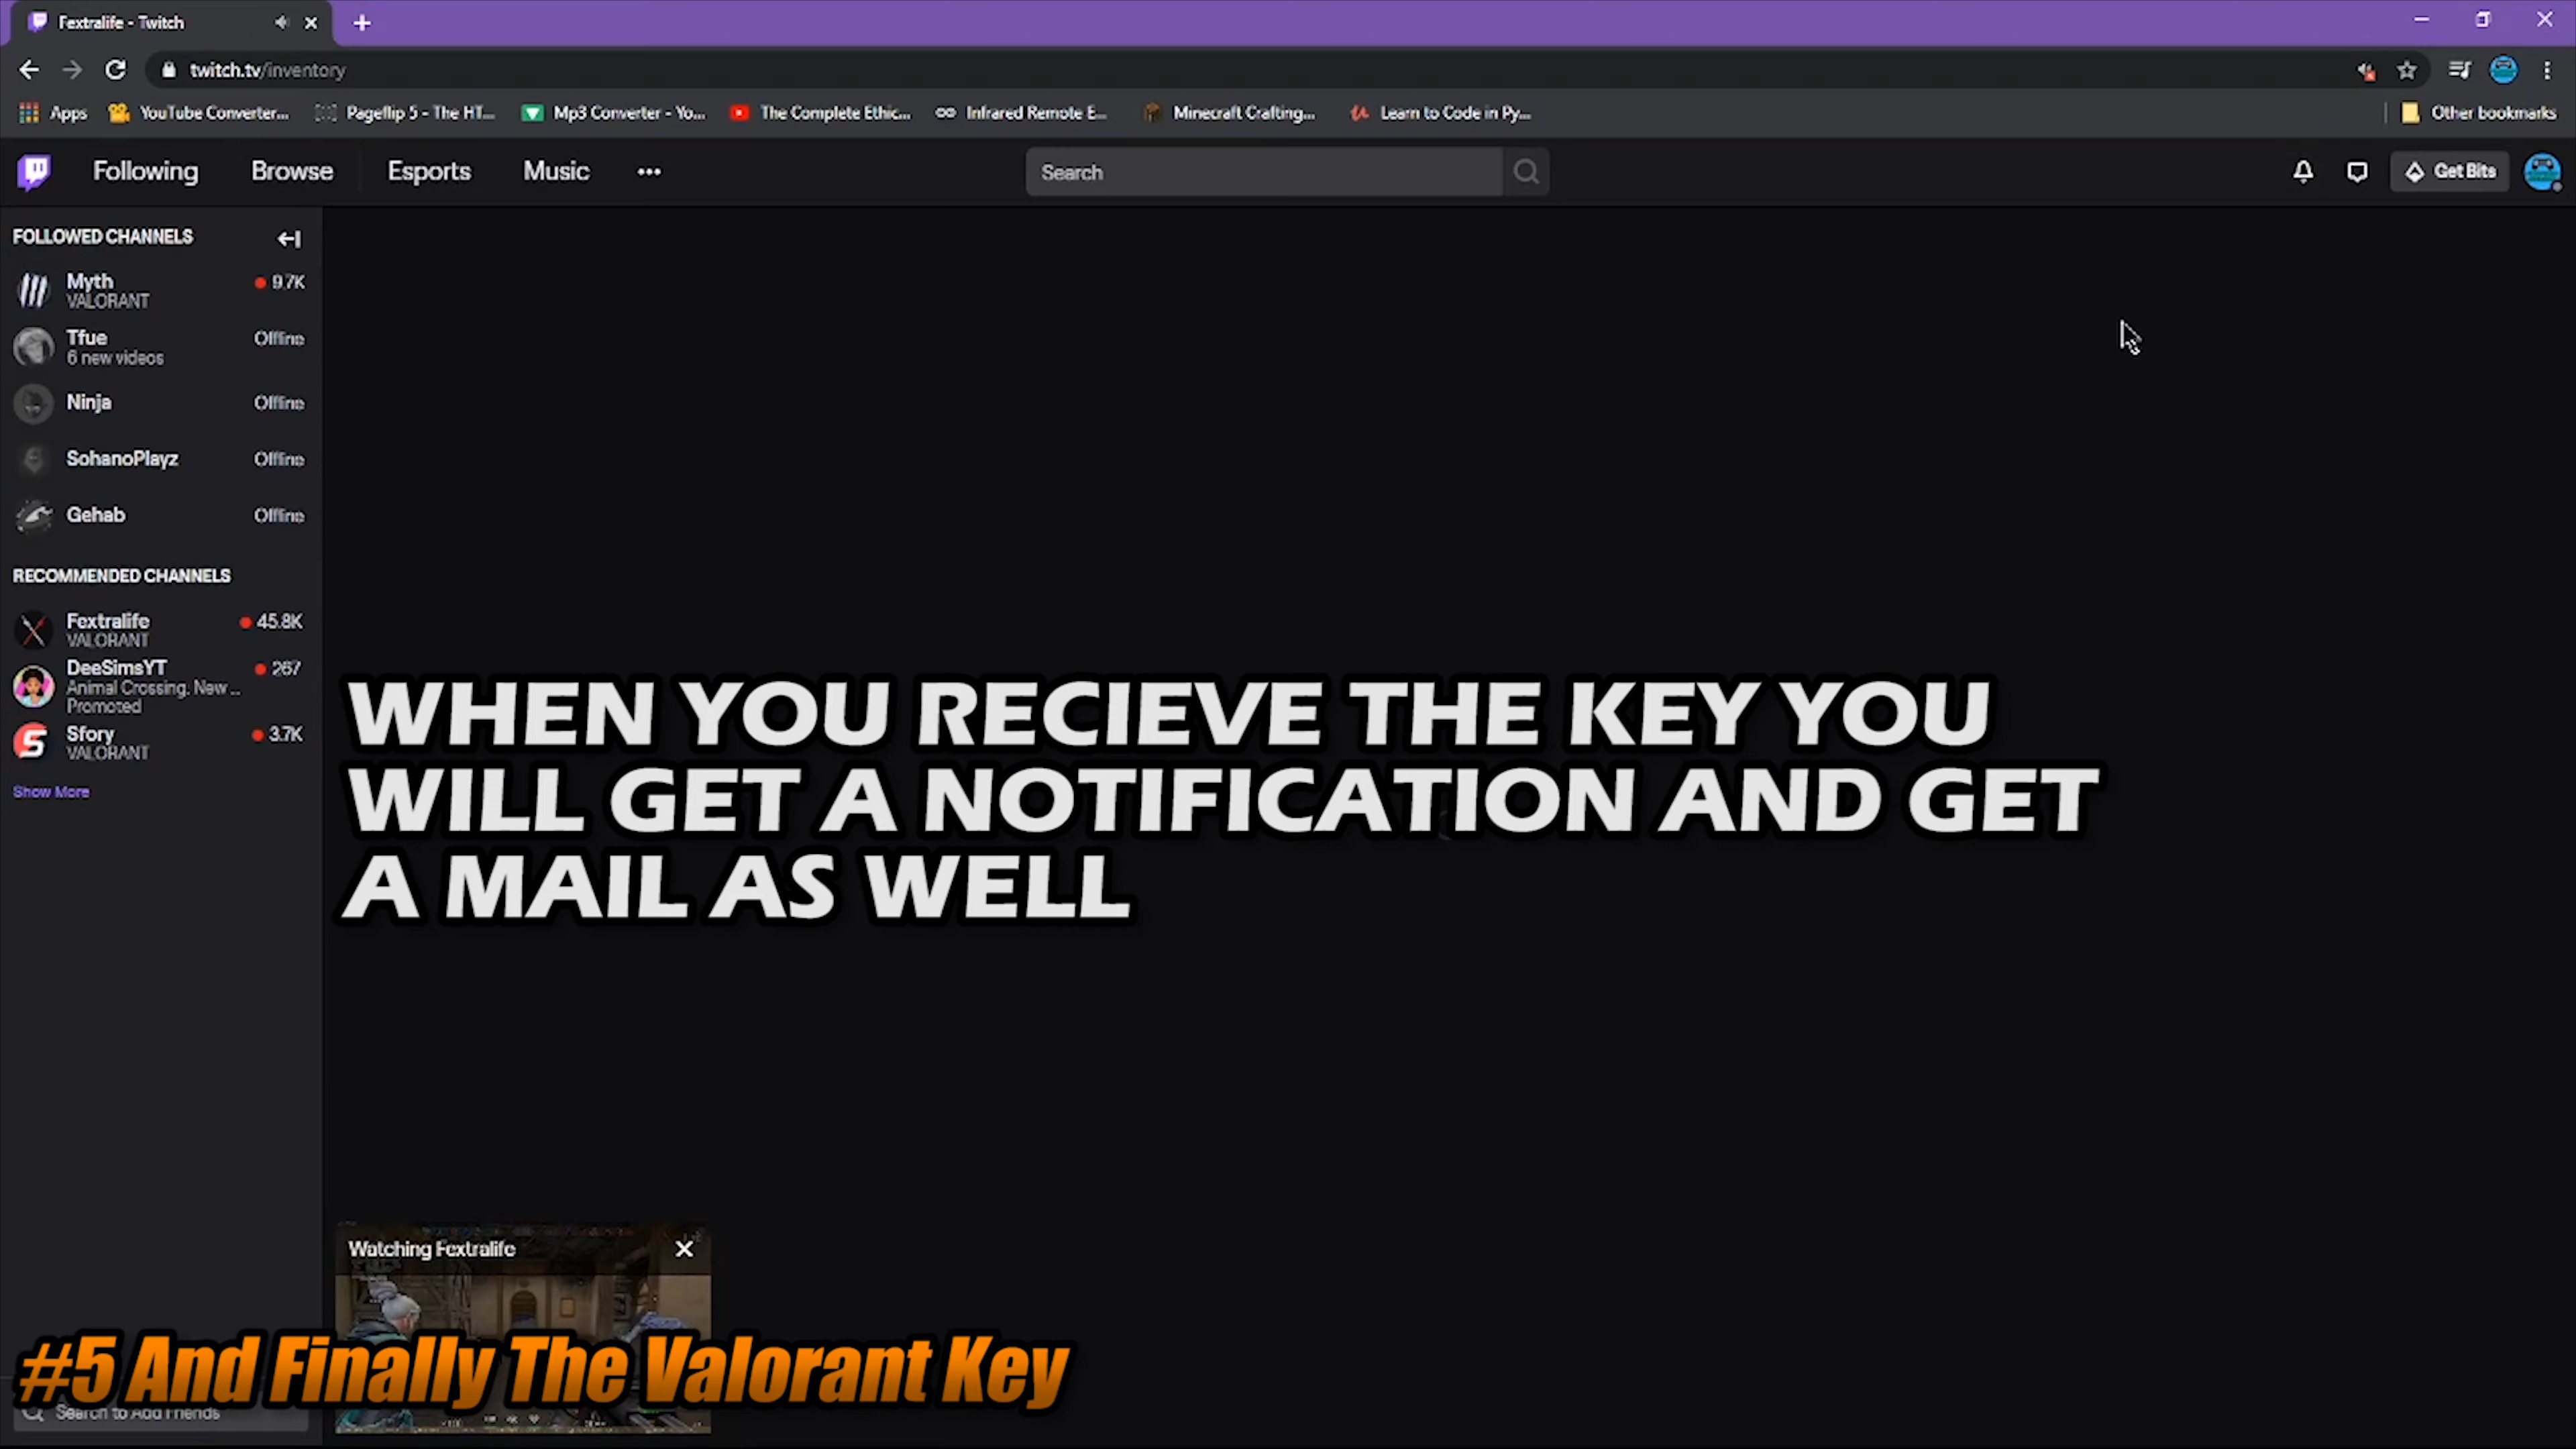 Fextralife - Twitch
twitch.tv/inventory
Apps
YouTube Converter...
Pageflip 5 - The HT...
Mp3 Converter - Yo...
The Complete Ethic...
Infrared Remote E...
Minecraft Crafting...
Learn to Code in Py...
Other bookmarks
Following
Browse
Esports
Music
Search
Get Bits
FOLLOWED CHANNELS
Myth
9.7K
VALORANT
Tfue
Offline
6 new videos
Ninja
Offline
SohanoPlayz
Offline
Gehab
Offline
RECOMMENDED CHANNELS
Fextralife
45.8K
VALORANT
DeeSimsYT
267
Animal Crossing: New ...
Promoted
Sfory
3.7K
VALORANT
Show More
WHEN YOU RECIEVE THE KEY YOU
WILL GET A NOTIFICATION AND GET
A MAIL AS WELL
Watching Fextralife
#5 And Finally The Valorant Key
Search to Add Friends